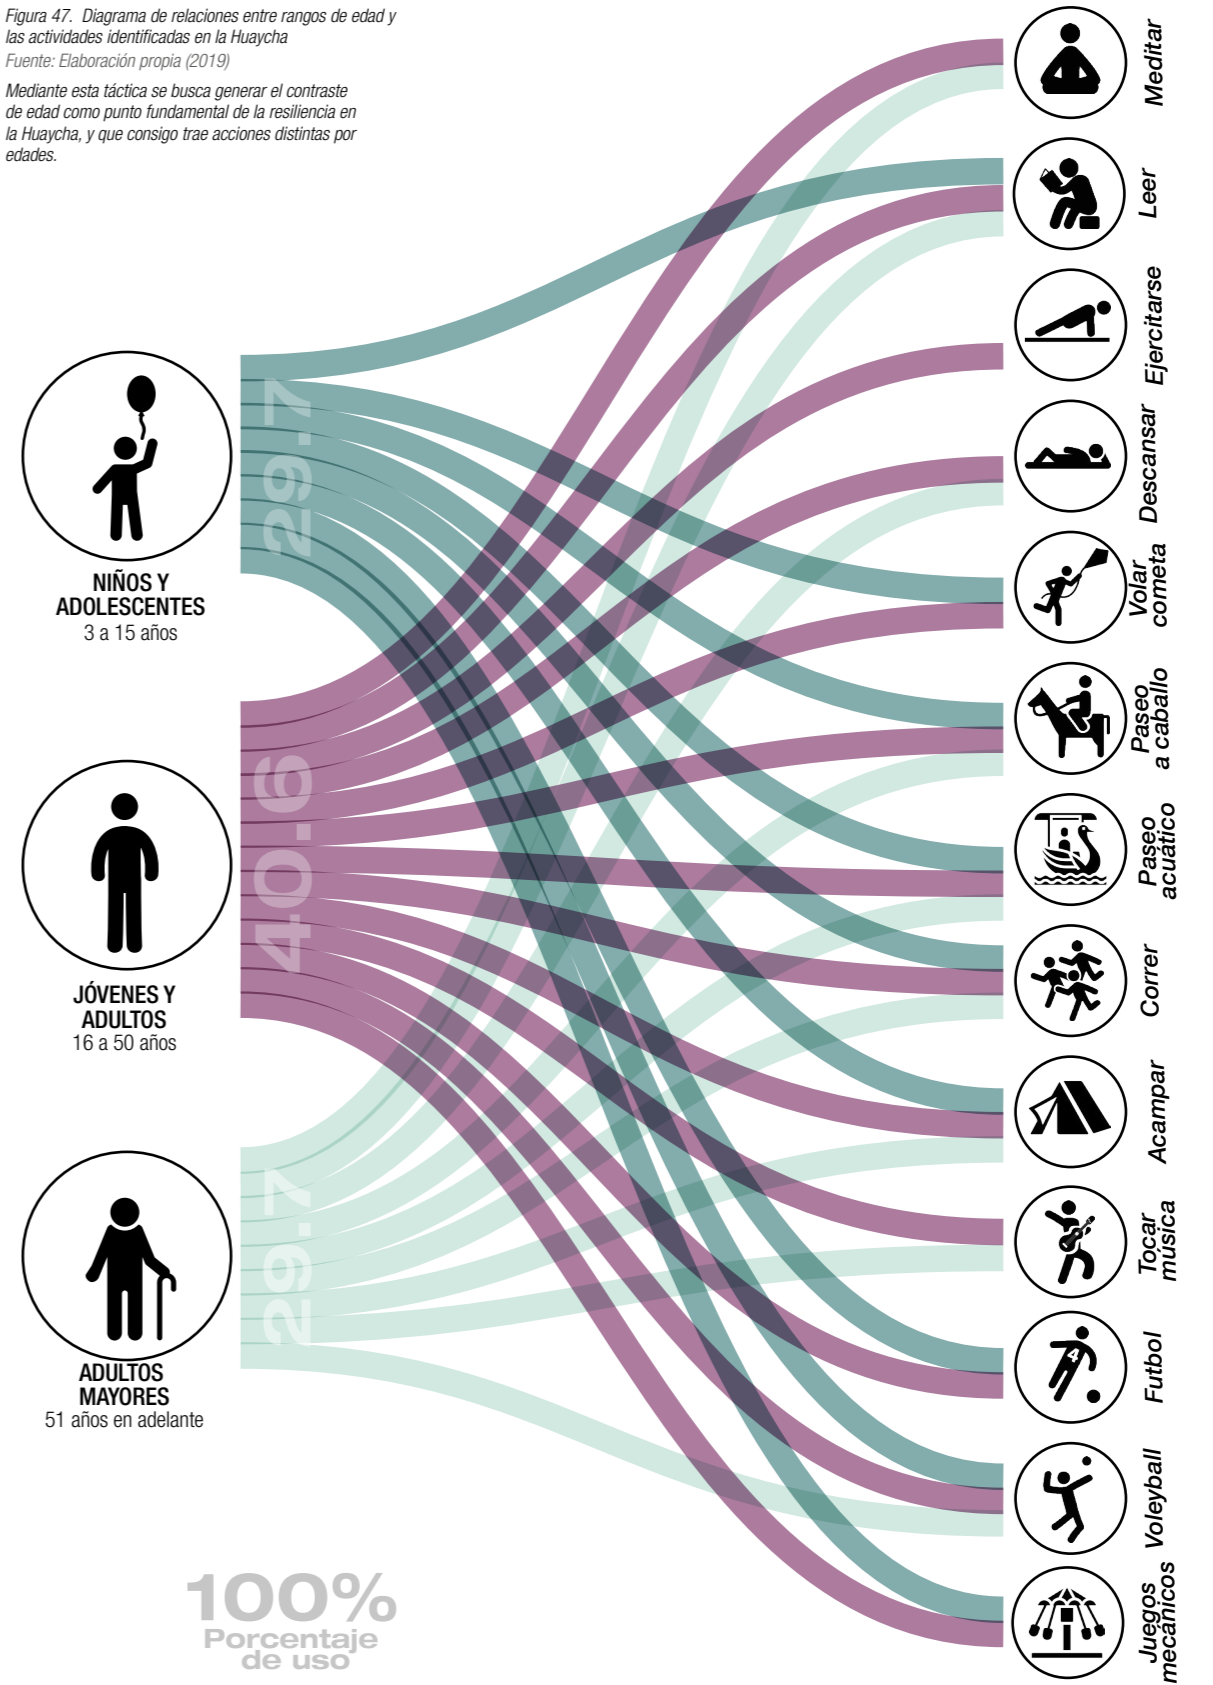 Figura 47. Diagrama de relaciones entre rangos de edad y
las actividades identificadas en la Huaycha
Fuente: Elaboración propia (2019)
Mediante esta táctica se busca generar el contraste
de edad como punto fundamental de la resiliencia en
la Huaycha, y que consigo trae acciones distintas por
edades.
29.7
NIÑOS Y
ADOLESCENTES
3 a 15 años
40.6
JÓVENES Y
ADULTOS
16 a 50 años
29.7
ADULTOS
MAYORES
51 años en adelante
100%
Porcentaje
de uso
Meditar
Leer
Ejercitarse
Descansar
Volar
cometa
Paseo
a caballo
Paseo
acuático
Correr
Acampar
Tocar
música
4
Futbol
Voleyball
Juegos
mecánicos